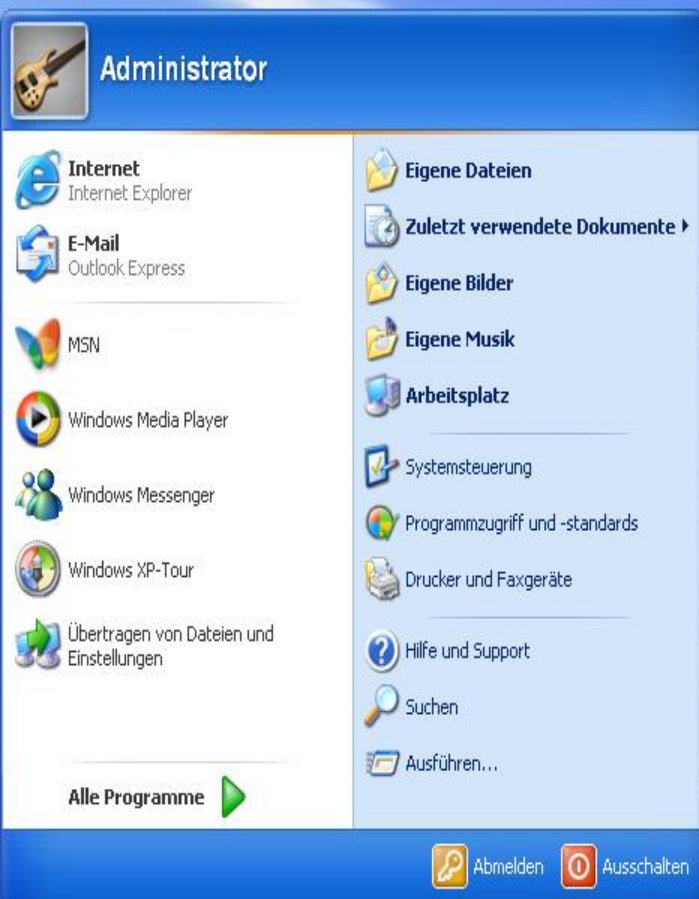 Administrator
Internet
Internet Explorer
E-Mail
Outlook Express
MSN
Windows Media Player
Windows Messenger
Windows XP-Tour
Übertragen von Dateien und
Einstellungen
Alle Programme
Eigene Dateien
Zuletzt verwendete Dokumente
Eigene Bilder
Eigene Musik
Arbeitsplatz
Systemsteuerung
Programmzugriff und -standards
Drucker und Faxgeräte
Hilfe und Support
Suchen
Ausführen...
Abmelden
Ausschalten